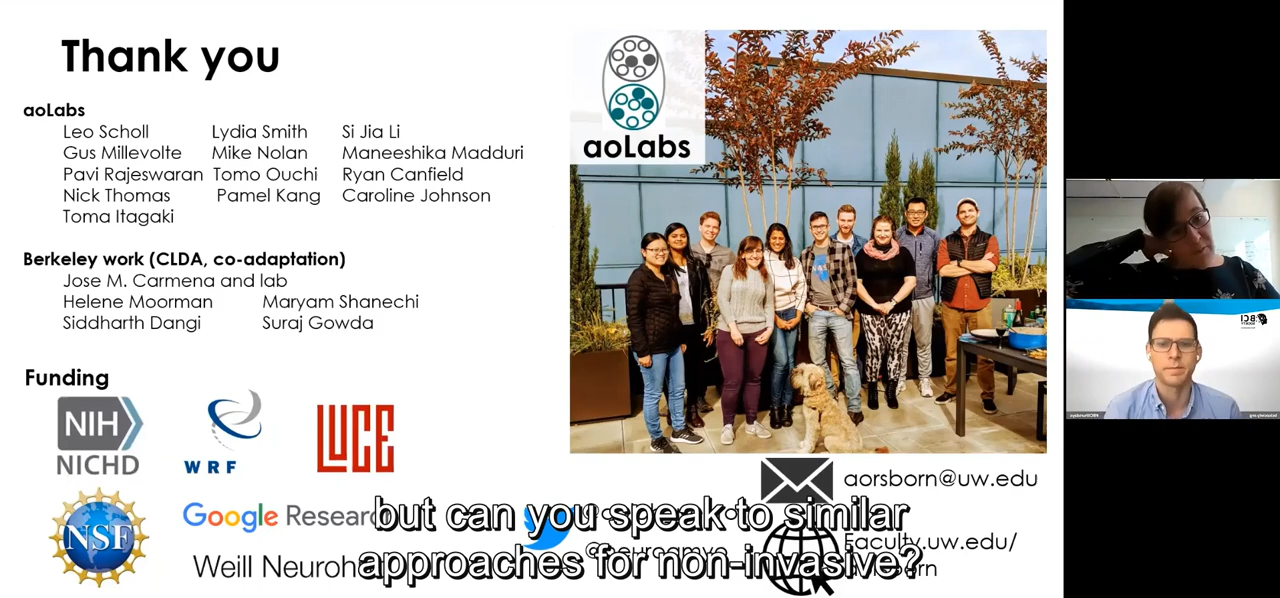 Thank you
aoLabs
Leo Scholl Lydia Smith Si Jia Li
Gus Millevolte Mike Nolan Maneeshika Madduri
Pavi Rajeswaran Tomo Ouchi Ryan Canfield
Nick Thomas Pamel Kang Caroline Johnson
Toma Itagaki
Berkeley work (CLDA, co-adaptation)
Jose M. Carmena and lab
Helene Moorman Maryam Shanechi
Siddharth Dangi Suraj Gowda
Funding
NIH
NICHD
WRF
LUCE
NSF
Google Research
Weill
aoLabs
aorsborn@uw.edu
Faculty.uw.edu/
but can you speak to similar
approaches for non-invasive?
BCI
SOCIETY